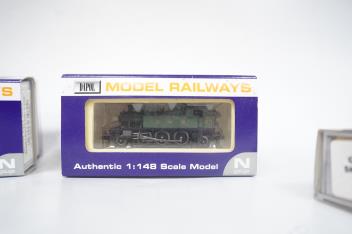 DAPOL MODEL RAILWAYS
Authentic 1:148 Scale Model
N
S
N